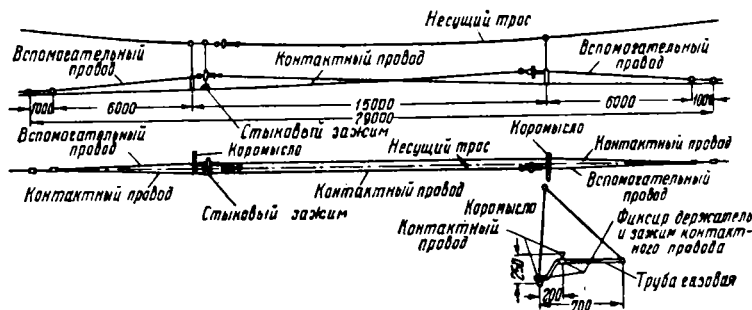 Несущий трос
Вспомогательный
провод
Контактный провод
Вспомогательный
провод
1000
6000
15000
6000
1000
29000
Вспомогательный
провод
Стыковый зажим
Коромысло
Коромысло
Несущий трос
Контактный
провод
Контактный провод
Контактный провод
Вспомогательный
провод
Стыковый зажим
Коромысло
Контактный
провод
Фиксир держатель
и зажим контакт-
ного провода
250
Труба газовая
200
700